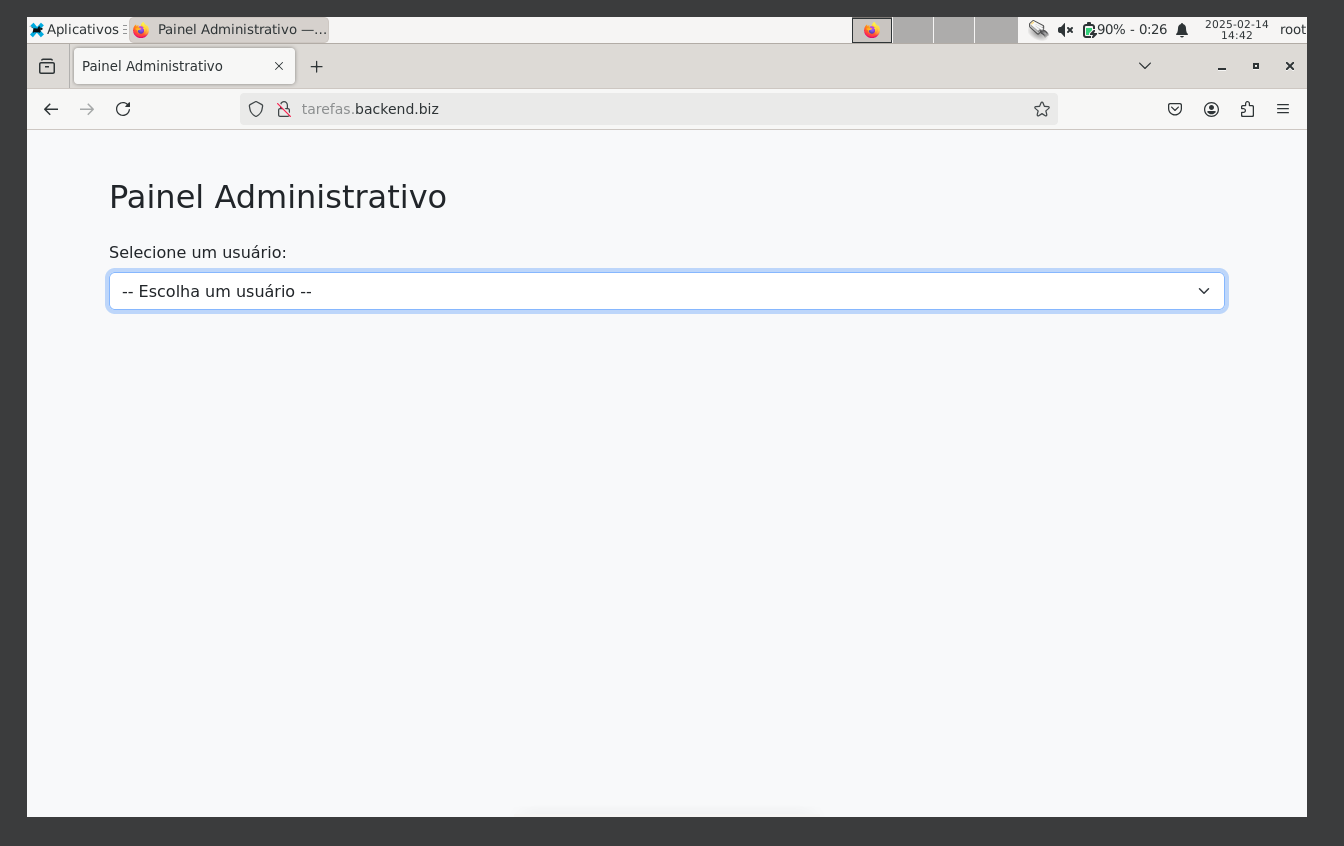 Aplicativos
Painel Administrativo —...
90% - 0:26
2025-02-14
14:42
root
Painel Administrativo
tarefas.backend.biz
Painel Administrativo
Selecione um usuário:
-- Escolha um usuário --